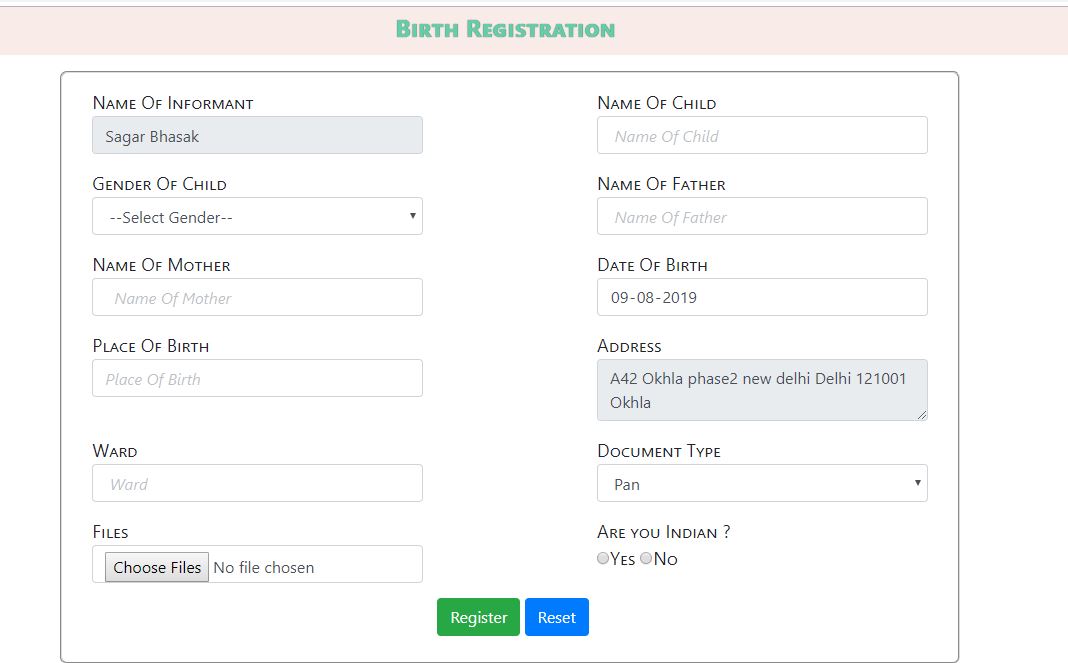 Birth Registration
Name Of Informant
Name Of Child
Sagar Bhasak
Name Of Child
Gender Of Child
Name Of Father
--Select Gender--
Name Of Father
Name Of Mother
Date Of Birth
Name Of Mother
09-08-2019
Place Of Birth
Address
Place Of Birth
A42 Okhla phase2 new delhi Delhi 121001
Okhla
Ward
Document Type
Ward
Pan
Files
Are you Indian ?
Choose Files No file chosen
Yes No
Register Reset